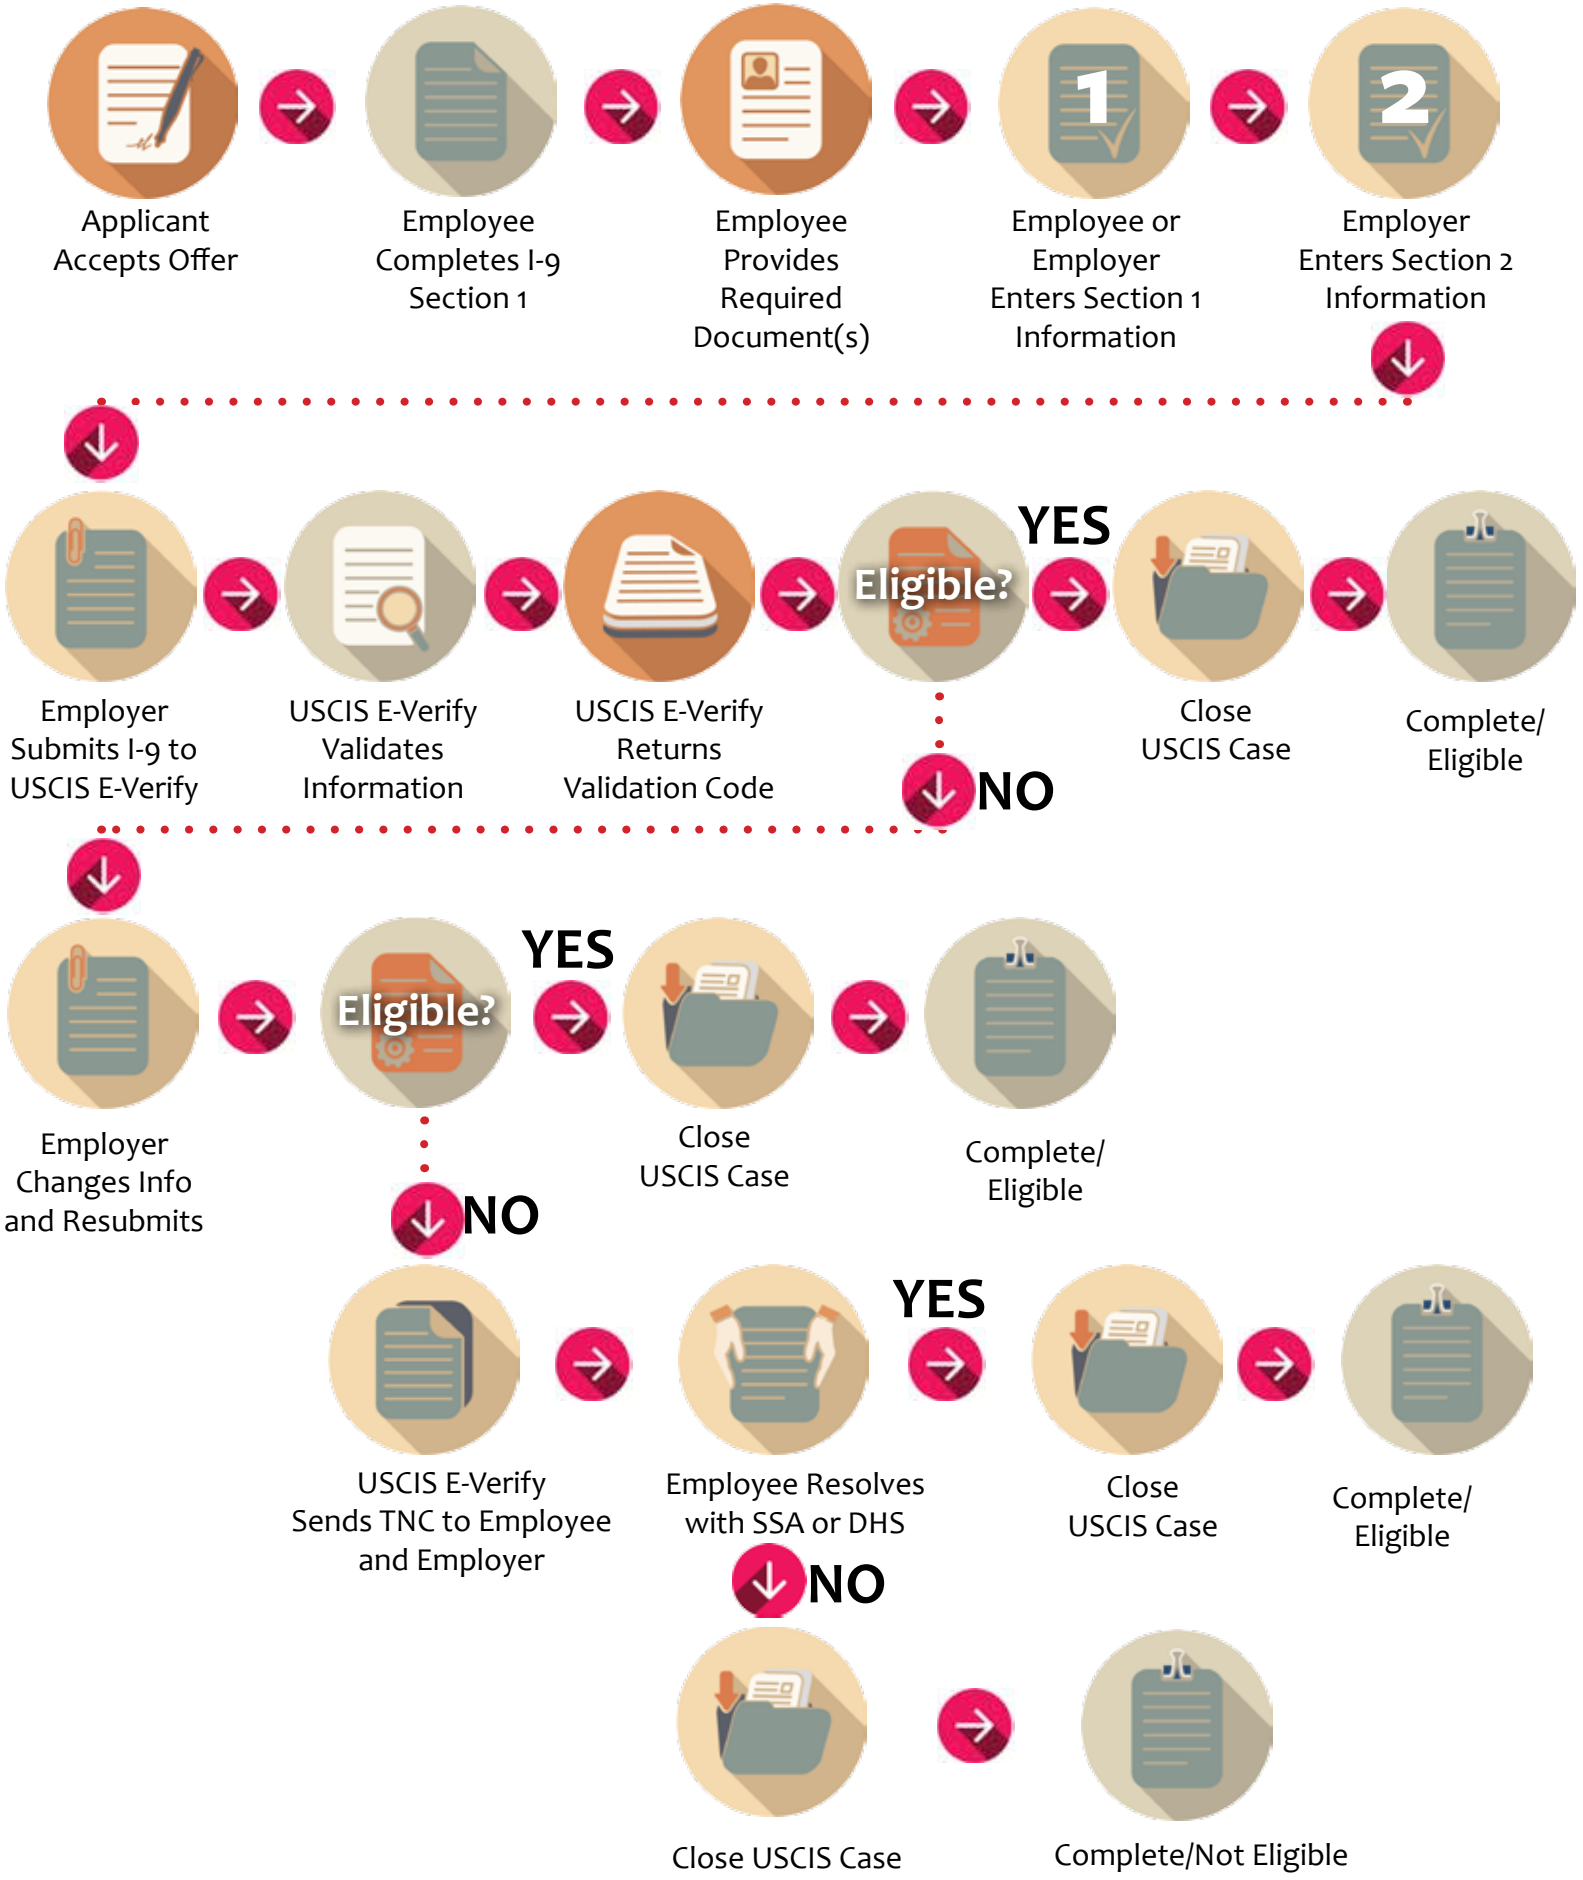 1
2
Applicant
Accepts Offer
Employee
Completes I-9
Section 1
Employee
Provides
Required
Document(s)
Employee or
Employer
Enters Section 1
Information
Employer
Enters Section 2
Information
Eligible?
YES
Employer
Submits I-9 to
USCIS E-Verify
USCIS E-Verify
Validates
Information
USCIS E-Verify
Returns
Validation Code
Close
USCIS Case
Complete/
Eligible
NO
Eligible?
YES
Employer
Changes Info
and Resubmits
Close
USCIS Case
Complete/
Eligible
NO
YES
USCIS E-Verify
Sends TNC to Employee
and Employer
Employee Resolves
with SSA or DHS
Close
USCIS Case
Complete/
Eligible
NO
Close USCIS Case
Complete/Not Eligible